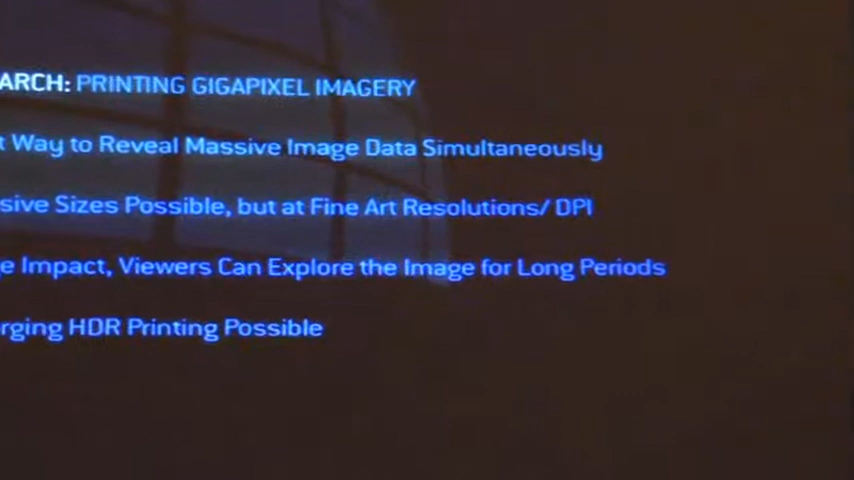 ARCH: PRINTING GIGAPIXEL IMAGERY
t Way to Reveal Massive Image Data Simultaneously
sive Sizes Possible, but at Fine Art Resolutions/ DPI
e Impact, Viewers Can Explore the Image for Long Periods
rging HDR Printing Possible